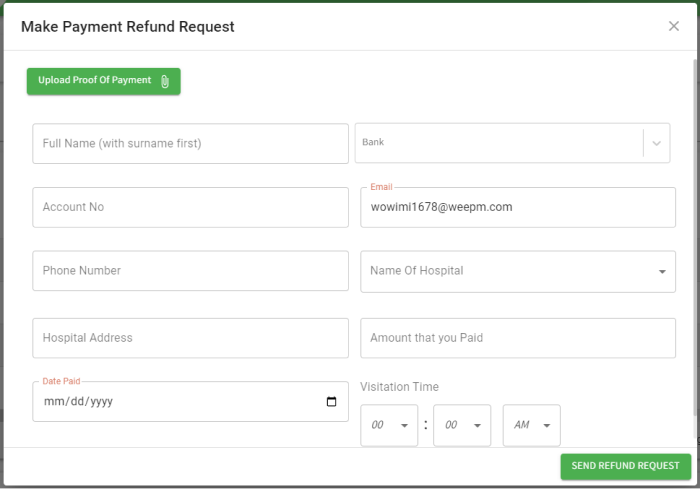 Make Payment Refund Request
Upload Proof Of Payment
Full Name (with surname first)
Bank
Account No
Email
wowimi1678@weepm.com
Phone Number
Name Of Hospital
Hospital Address
Amount that you Paid
Date Paid
mm/dd/yyyy
Visitation Time
00 : 00 AM
SEND REFUND REQUEST